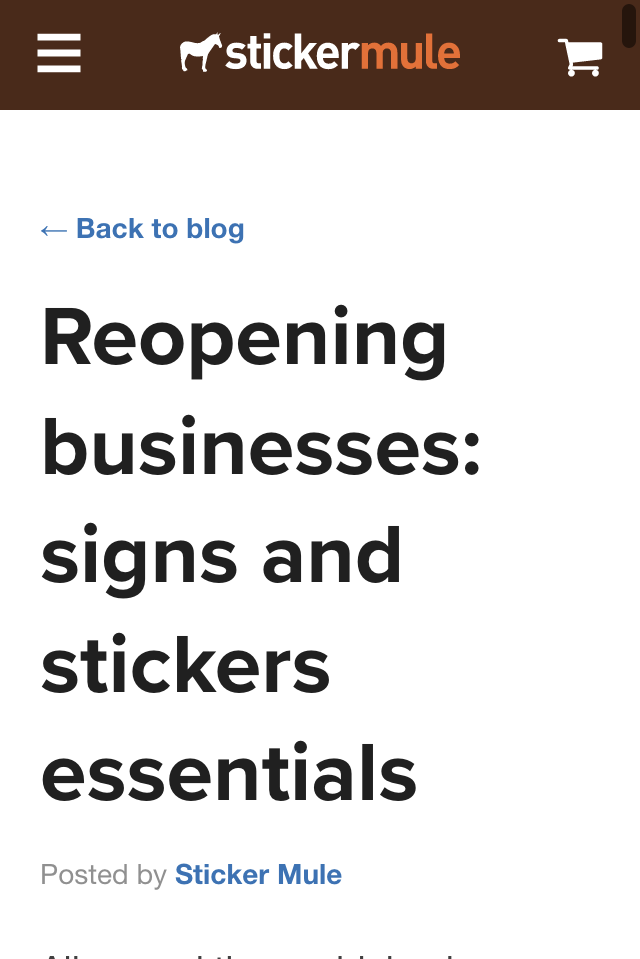 stickermule
← Back to blog
Reopening
businesses:
signs and
stickers
essentials
Posted by Sticker Mule